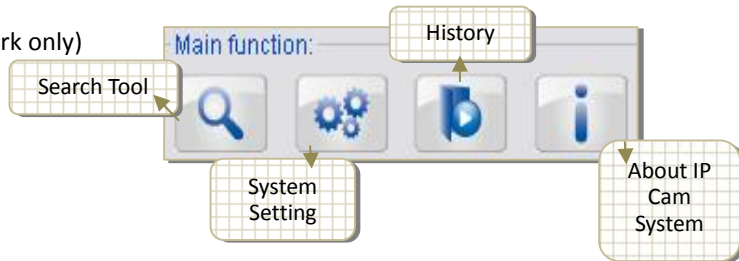 rk only)
Main function:
History
Search Tool
System
Setting
About IP
Cam
System